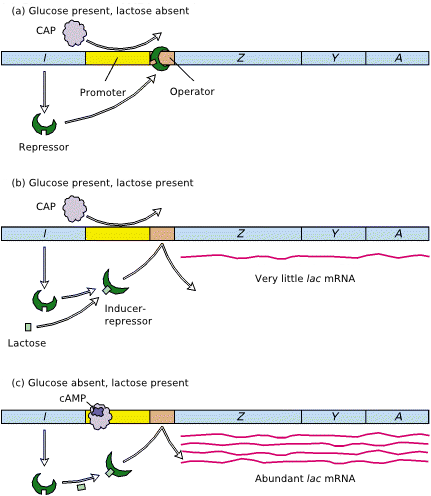 (a) Glucose present, lactose absent
CAP
I Z Y A
Promoter Operator
Repressor
(b) Glucose present, lactose present
CAP
I Z Y A
Very little lac mRNA
Inducer-
repressor
Lactose
(c) Glucose absent, lactose present
cAMP
I Z Y A
Abundant lac mRNA